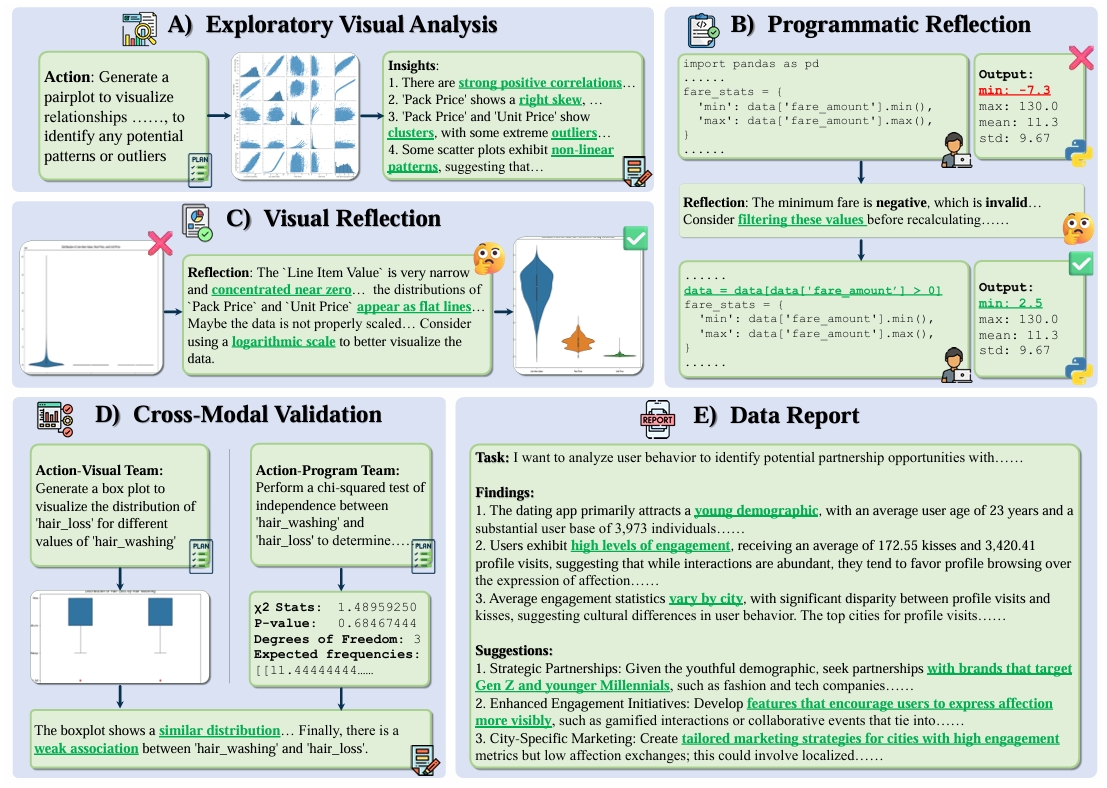 A) Exploratory Visual Analysis
Action: Generate a
pairplot to visualize
relationships ……, to
identify any potential
patterns or outliers
PLAN
Insights:
1. There are strong positive correlations…
2. 'Pack Price' shows a right skew, …
3. 'Pack Price' and 'Unit Price' show
clusters, with some extreme outliers…
4. Some scatter plots exhibit non-linear
patterns, suggesting that…
B) Programmatic Reflection
import pandas as pd
......
fare_stats = {
'min': data['fare_amount'].min(),
'max': data['fare_amount'].max(),
}
......
Output:
min: -7.3
max: 130.0
mean: 11.3
std: 9.67
Reflection: The minimum fare is negative, which is invalid…
Consider filtering these values before recalculating……
......
data = data[data['fare_amount'] > 0]
fare_stats = {
'min': data['fare_amount'].min(),
'max': data['fare_amount'].max(),
}
......
Output:
min: 2.5
max: 130.0
mean: 11.3
std: 9.67
C) Visual Reflection
Reflection: The `Line Item Value` is very narrow
and concentrated near zero… the distributions of
`Pack Price` and `Unit Price` appear as flat lines…
Maybe the data is not properly scaled… Consider
using a logarithmic scale to better visualize the
data.
D) Cross-Modal Validation
Action-Visual Team:
Generate a box plot to
visualize the distribution of
'hair_loss' for different
values of 'hair_washing'
PLAN
Action-Program Team:
Perform a chi-squared test of
independence between
'hair_washing' and
'hair_loss' to determine….
PLAN
χ2 Stats: 1.48959250
P-value: 0.68467444
Degrees of Freedom: 3
Expected frequencies:
[[11.44444444……
The boxplot shows a similar distribution… Finally, there is a
weak association between 'hair_washing' and 'hair_loss'.
REPORT
E) Data Report
Task: I want to analyze user behavior to identify potential partnership opportunities with……
Findings:
1. The dating app primarily attracts a young demographic, with an average user age of 23 years and a
substantial user base of 3,973 individuals……
2. Users exhibit high levels of engagement, receiving an average of 172.55 kisses and 3,420.41
profile visits, suggesting that while interactions are abundant, they tend to favor profile browsing over
the expression of affection……
3. Average engagement statistics vary by city, with significant disparity between profile visits and
kisses, suggesting cultural differences in user behavior. The top cities for profile visits……
Suggestions:
1. Strategic Partnerships: Given the youthful demographic, seek partnerships with brands that target
Gen Z and younger Millennials, such as fashion and tech companies……
2. Enhanced Engagement Initiatives: Develop features that encourage users to express affection
more visibly, such as gamified interactions or collaborative events that tie into……
3. City-Specific Marketing: Create tailored marketing strategies for cities with high engagement
metrics but low affection exchanges; this could involve localized……